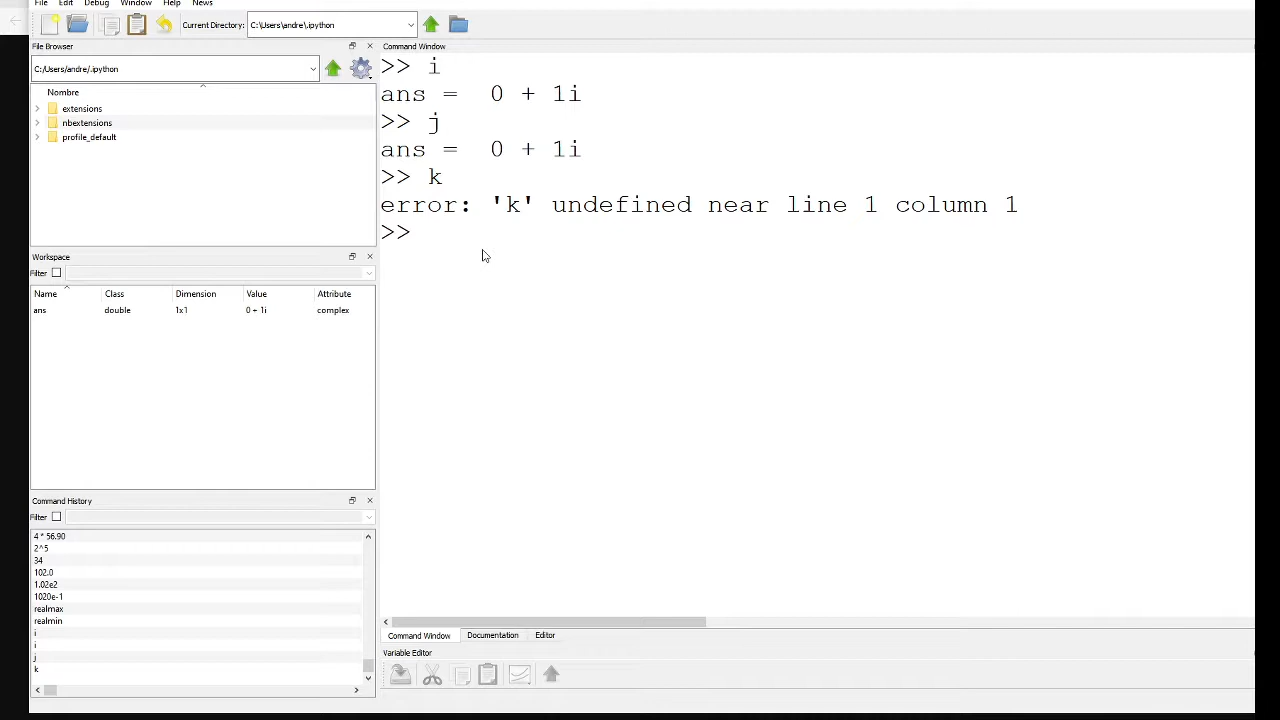 File Edit Debug Window Help News
Current Directory: C:\Users\andre\.ipython
File Browser
C:/Users/andre/.ipython
Nombre
extensions
nbextensions
profile_default
Workspace
Filter
Name Class Dimension Value Attribute
ans double 1x1 0 + 1i complex
Command History
Filter
4 * 56.90
2^5
34
102.0
1.02e2
1020e-1
realmax
realmin
i
i
j
k
Command Window
>> i
ans =  0 + 1i
>> j
ans =  0 + 1i
>> k
error: 'k' undefined near line 1 column 1
>>
Command Window Documentation Editor
Variable Editor